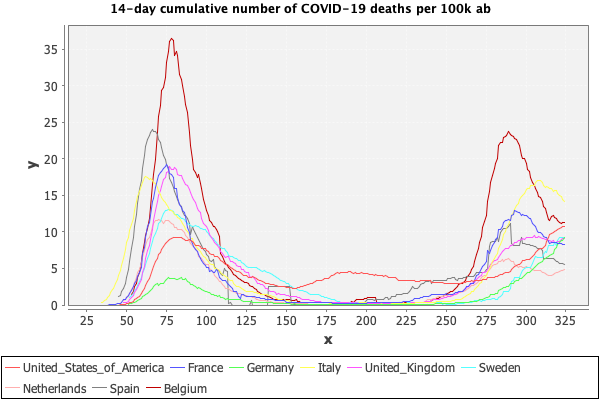 14-day cumulative number of COVID-19 deaths per 100k ab
35
30
25
20
15
10
5
0
y
25 50 75 100 125 150 175 200 225 250 275 300 325
x
United_States_of_America France Germany Italy United_Kingdom Sweden
Netherlands Spain Belgium